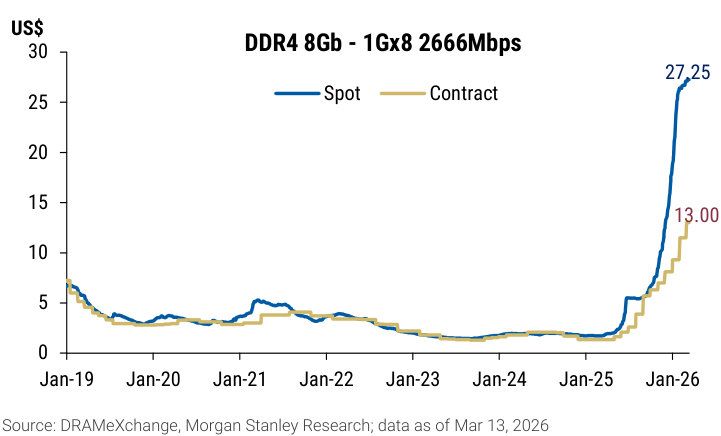 US$
DDR4 8Gb - 1Gx8 2666Mbps
Spot
Contract
30
25
20
15
10
5
0
27.25
13.00
Jan-19 Jan-20 Jan-21 Jan-22 Jan-23 Jan-24 Jan-25 Jan-26
Source: DRAMeXchange, Morgan Stanley Research; data as of Mar 13, 2026